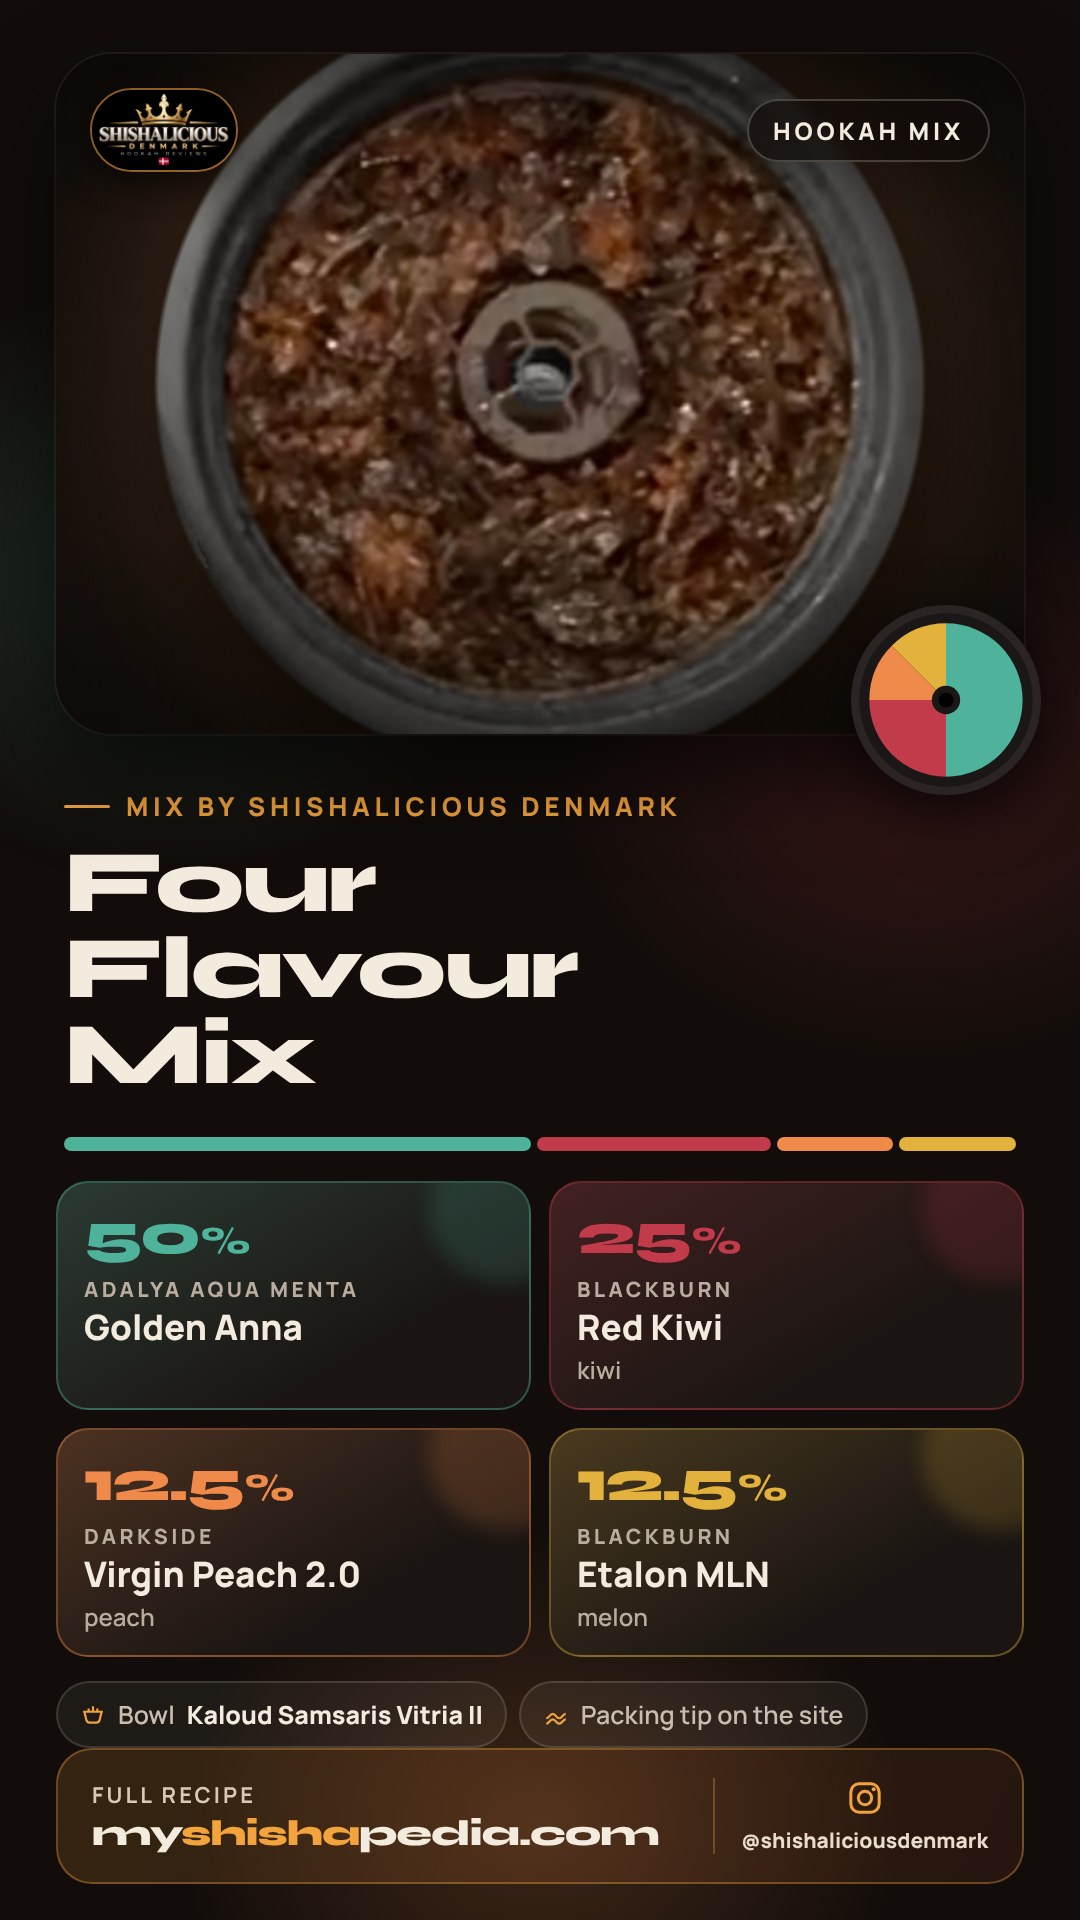 SHISHALICIOUS
DENMARK
HOOKAH REVIEWS
HOOKAH MIX
MIX BY SHISHALICIOUS DENMARK
Four
Flavour
Mix
50%
ADALYA AQUA MENTA
Golden Anna
25%
BLACKBURN
Red Kiwi
kiwi
12.5%
DARKSIDE
Virgin Peach 2.0
peach
12.5%
BLACKBURN
Etalon MLN
melon
Bowl Kaloud Samsaris Vitria II
Packing tip on the site
FULL RECIPE
myshishapedia.com
@shishaliciousdenmark